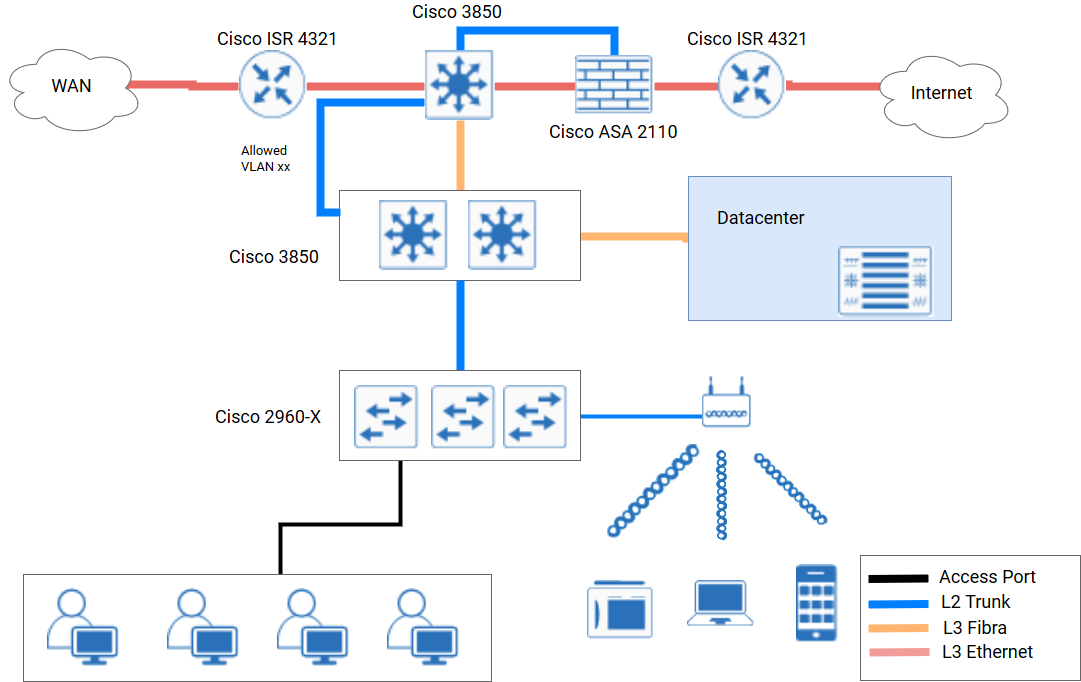 Cisco 3850
Cisco ISR 4321
Cisco ISR 4321
WAN
Internet
Cisco ASA 2110
Allowed
VLAN xx
Datacenter
Cisco 3850
Cisco 2960-X
Access Port
L2 Trunk
L3 Fibra
L3 Ethernet